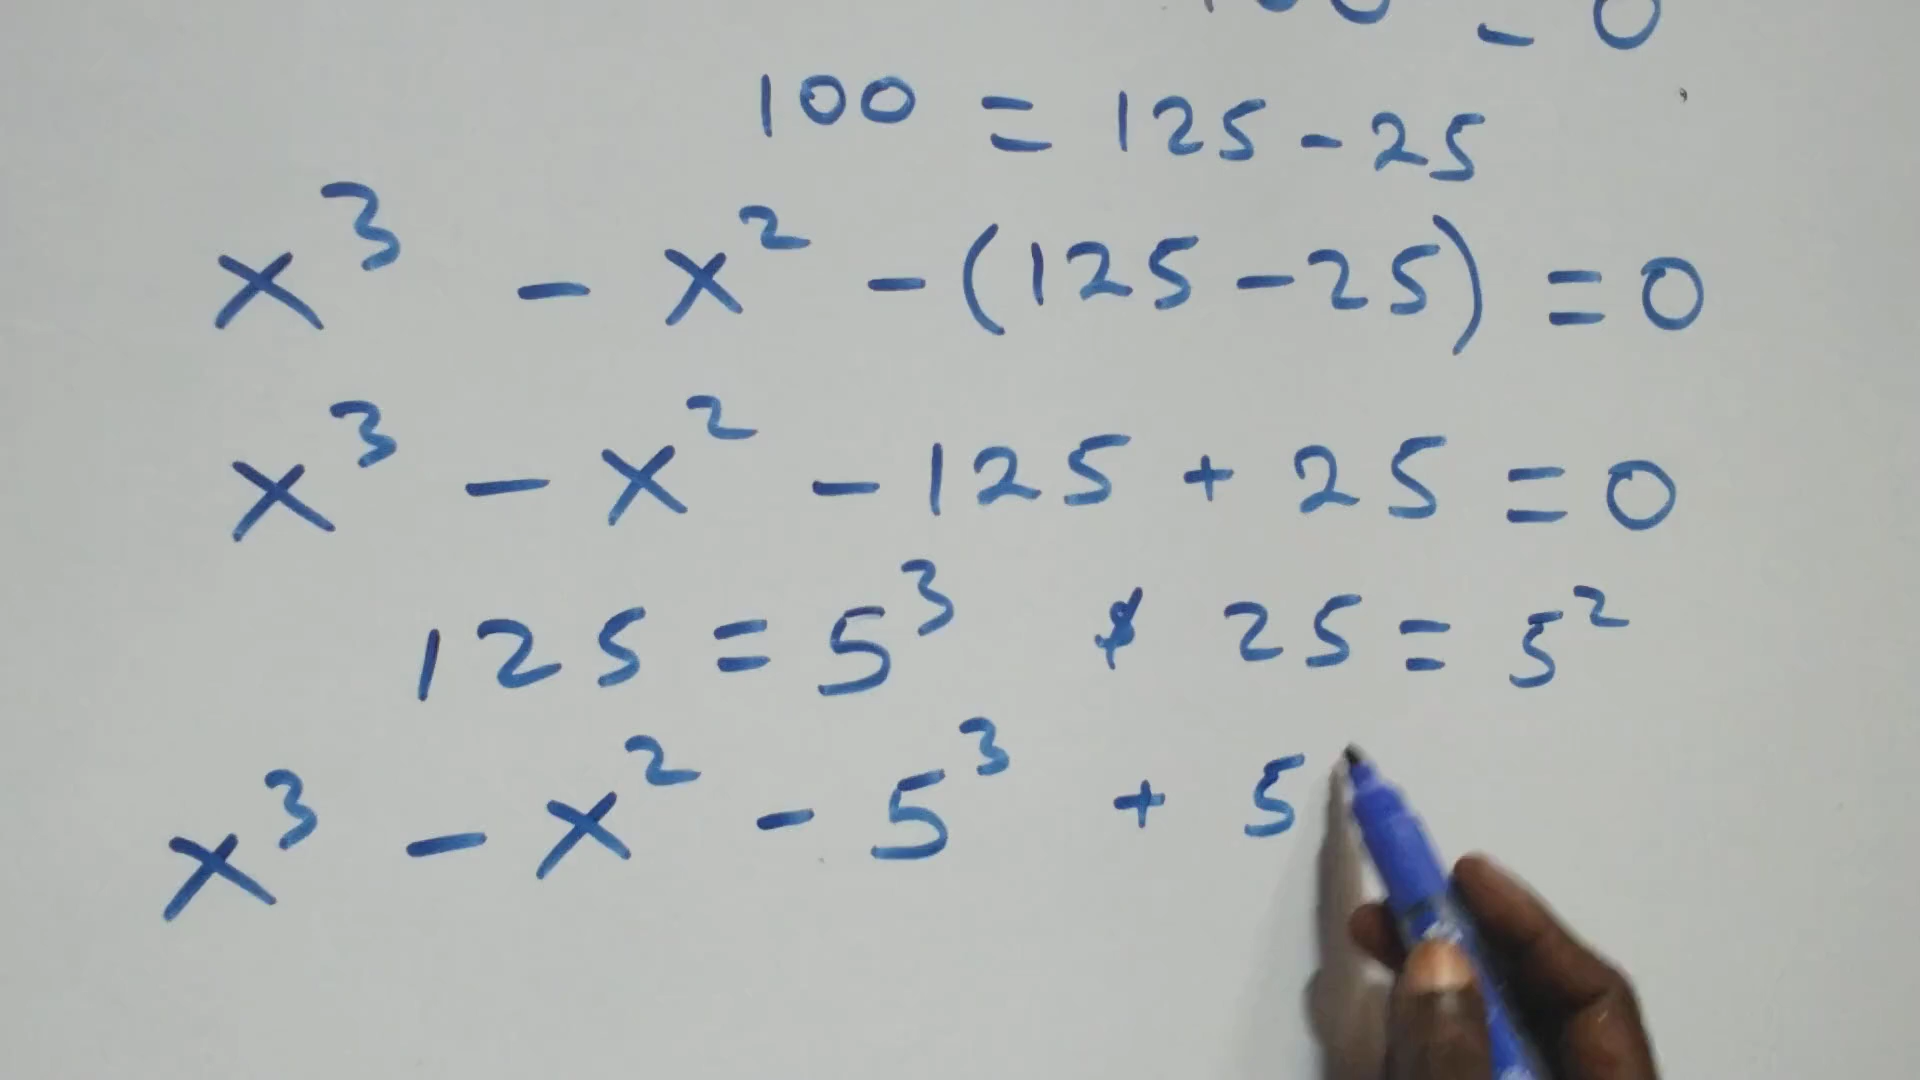 - 0
100 = 125 - 25
x³ - x² - (125 - 25) = 0
x³ - x² - 125 + 25 = 0
125 = 5³ & 25 = 5²
x³ - x² - 5³ + 5